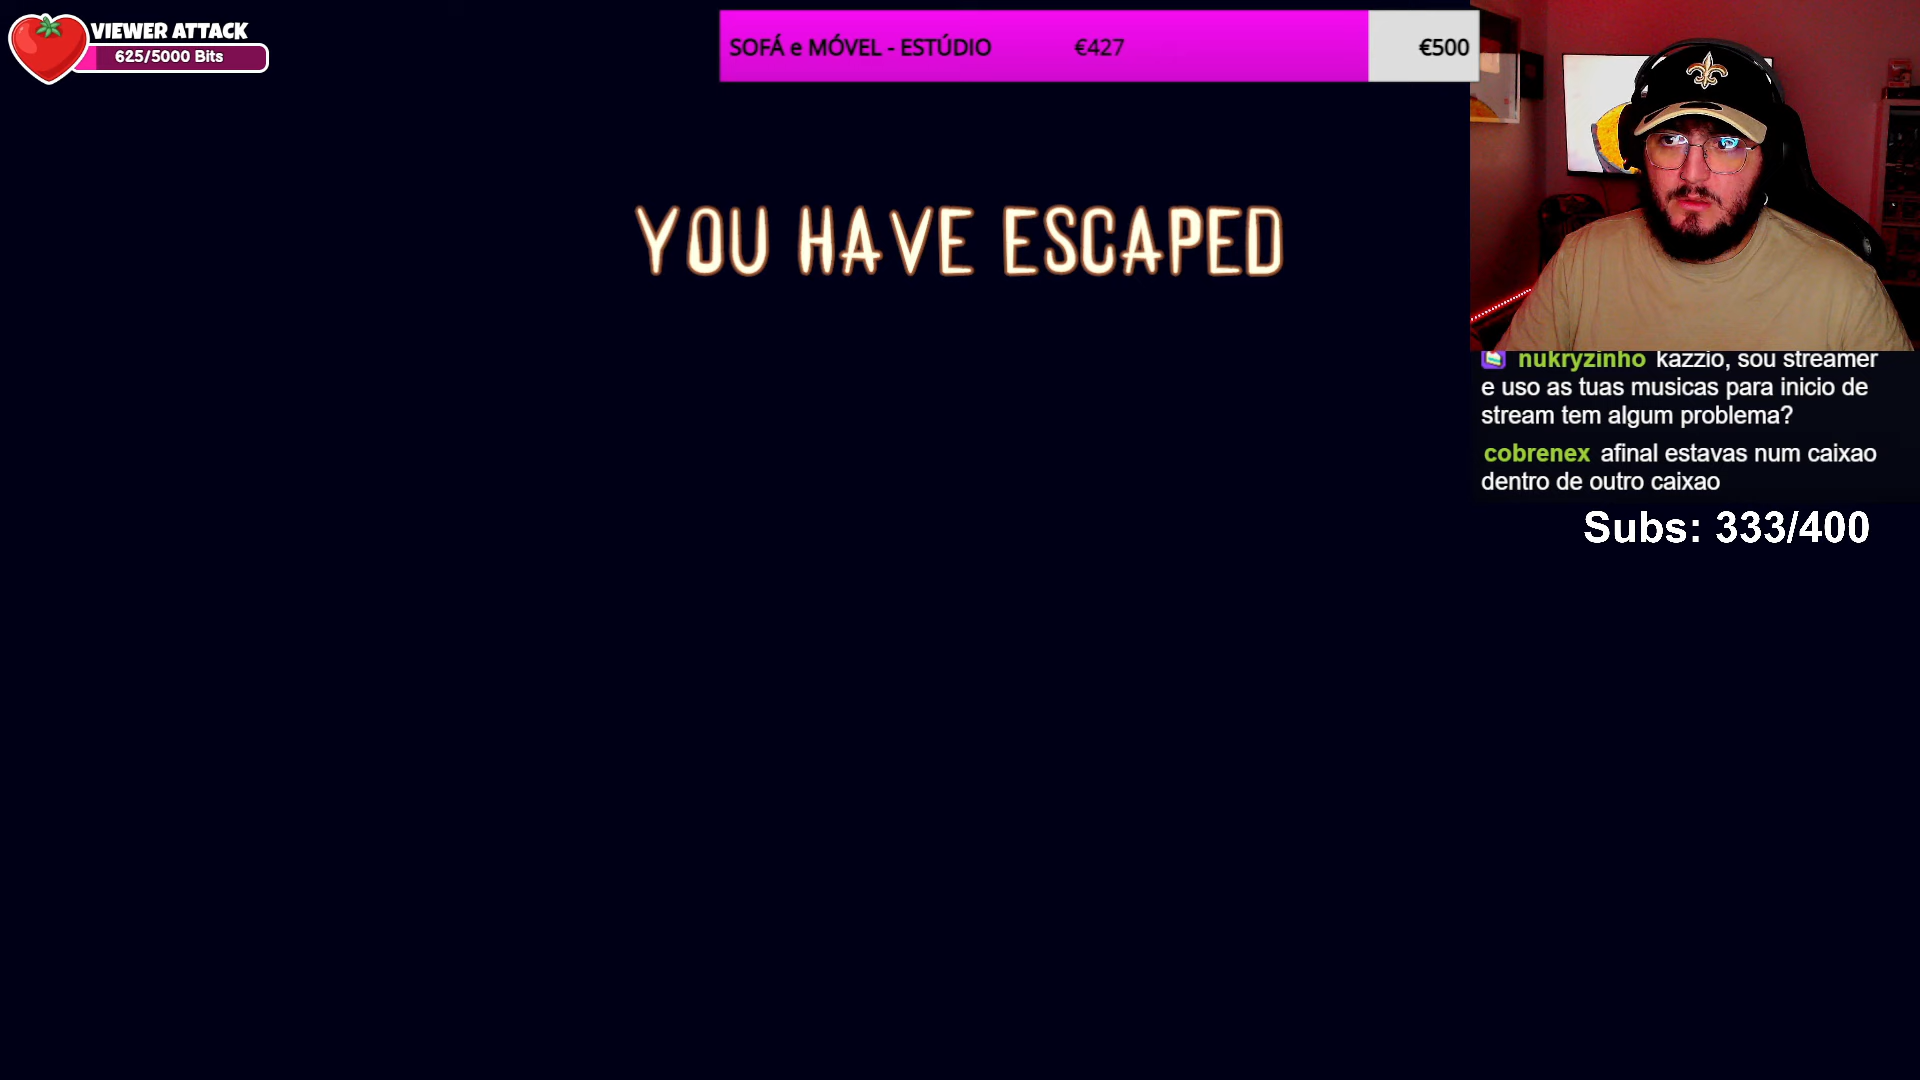 VIEWER ATTACK
625/5000 Bits
SOFÁ e MÓVEL - ESTÚDIO €427 €500
YOU HAVE ESCAPED
nukryzinho kazzio, sou streamer
e uso as tuas musicas para inicio de
stream tem algum problema?
cobrenex afinal estavas num caixao
dentro de outro caixao
Subs: 333/400